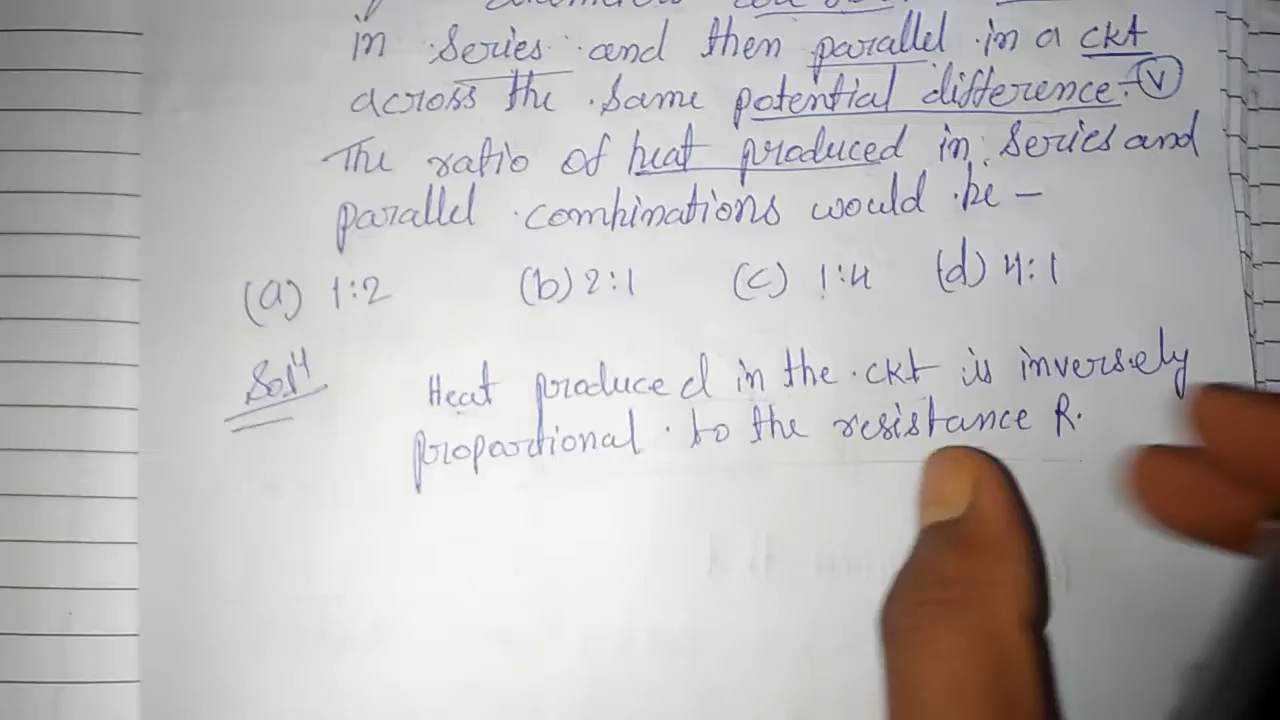 in series and then parallel in a ckt
across the same potential difference. V
The ratio of heat produced in series and
parallel combinations would be –
(a) 1:2 (b) 2:1 (c) 1:4 (d) 4:1
Soln Heat produced in the ckt is inversely
proportional to the resistance R.